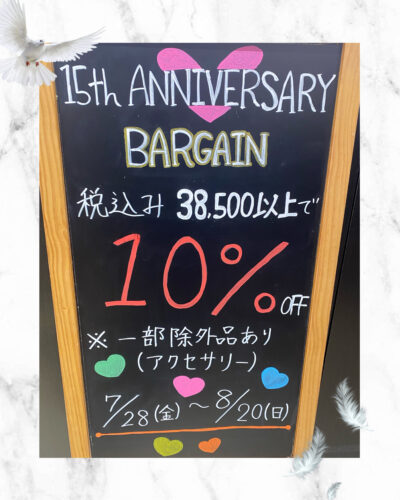 15th ANNIVERSARY
BARGAIN
税込み 38,500以上で
10% OFF
※ 一部除外品あり
(アクセサリー)
7/28(金)～8/20(日)